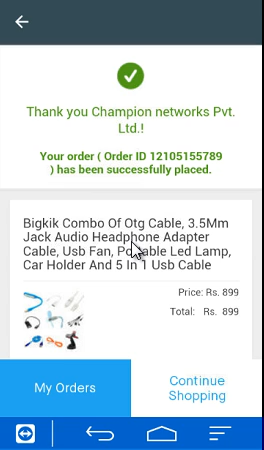 Thank you Champion networks Pvt.
Ltd.!
Your order ( Order ID 12105155789
) has been successfully placed.
Bigkik Combo Of Otg Cable, 3.5Mm
Jack Audio Headphone Adapter
Cable, Usb Fan, Portable Led Lamp,
Car Holder And 5 In 1 Usb Cable
Price: Rs. 899
Total: Rs. 899
My Orders
Continue
Shopping